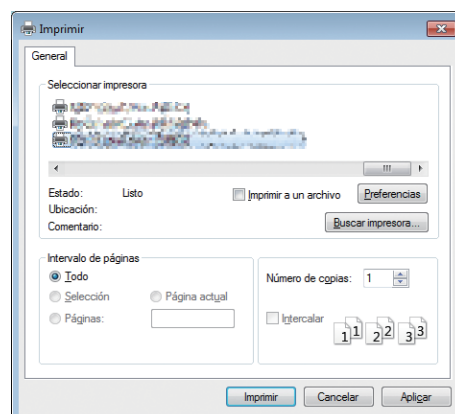 Imprimir
General
Seleccionar impresora
Estado: Listo
Imprimir a un archivo
Preferencias
Ubicación:
Comentario:
Buscar impresora...
Intervalo de páginas
Todo
Selección
Página actual
Páginas:
Número de copias: 1
Intercalar
1 1 2 2 3 3
Imprimir
Cancelar
Aplicar